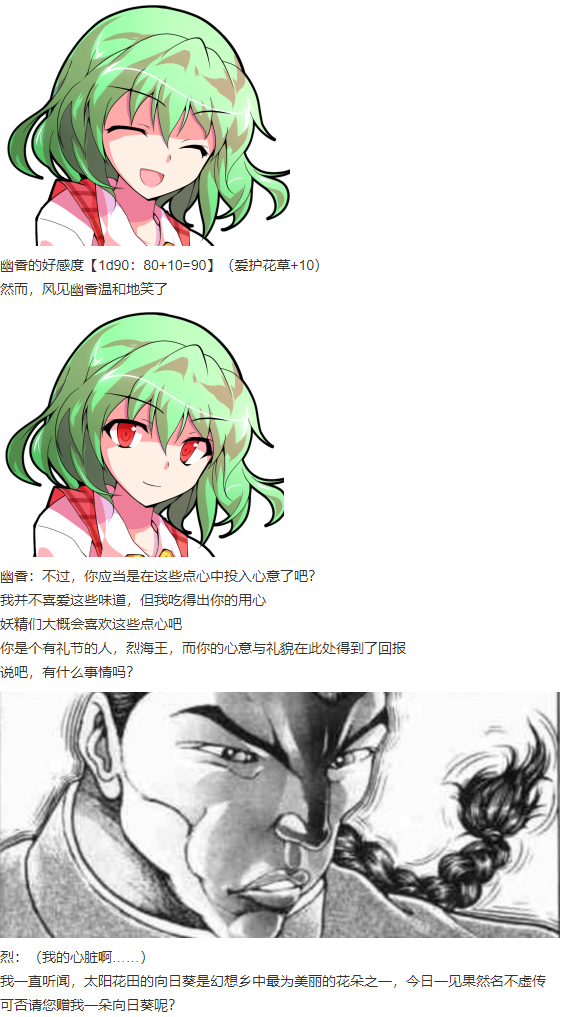 幽香的好感度【1d90：80+10=90】（爱护花草+10）
然而，风见幽香温和地笑了
幽香：不过，你应当是在这些点心中投入心意了吧？
我并不喜爱这些味道，但我吃得出你的用心
妖精们大概会喜欢这些点心吧
你是个有礼节的人，烈海王，而你的心意与礼貌在此处得到了回报
说吧，有什么事情吗？
烈：（我的心脏啊……）
我一直听闻，太阳花田的向日葵是幻想乡中最为美丽的花朵之一，今日一见果然名不虚传
可否请您赠我一朵向日葵呢？